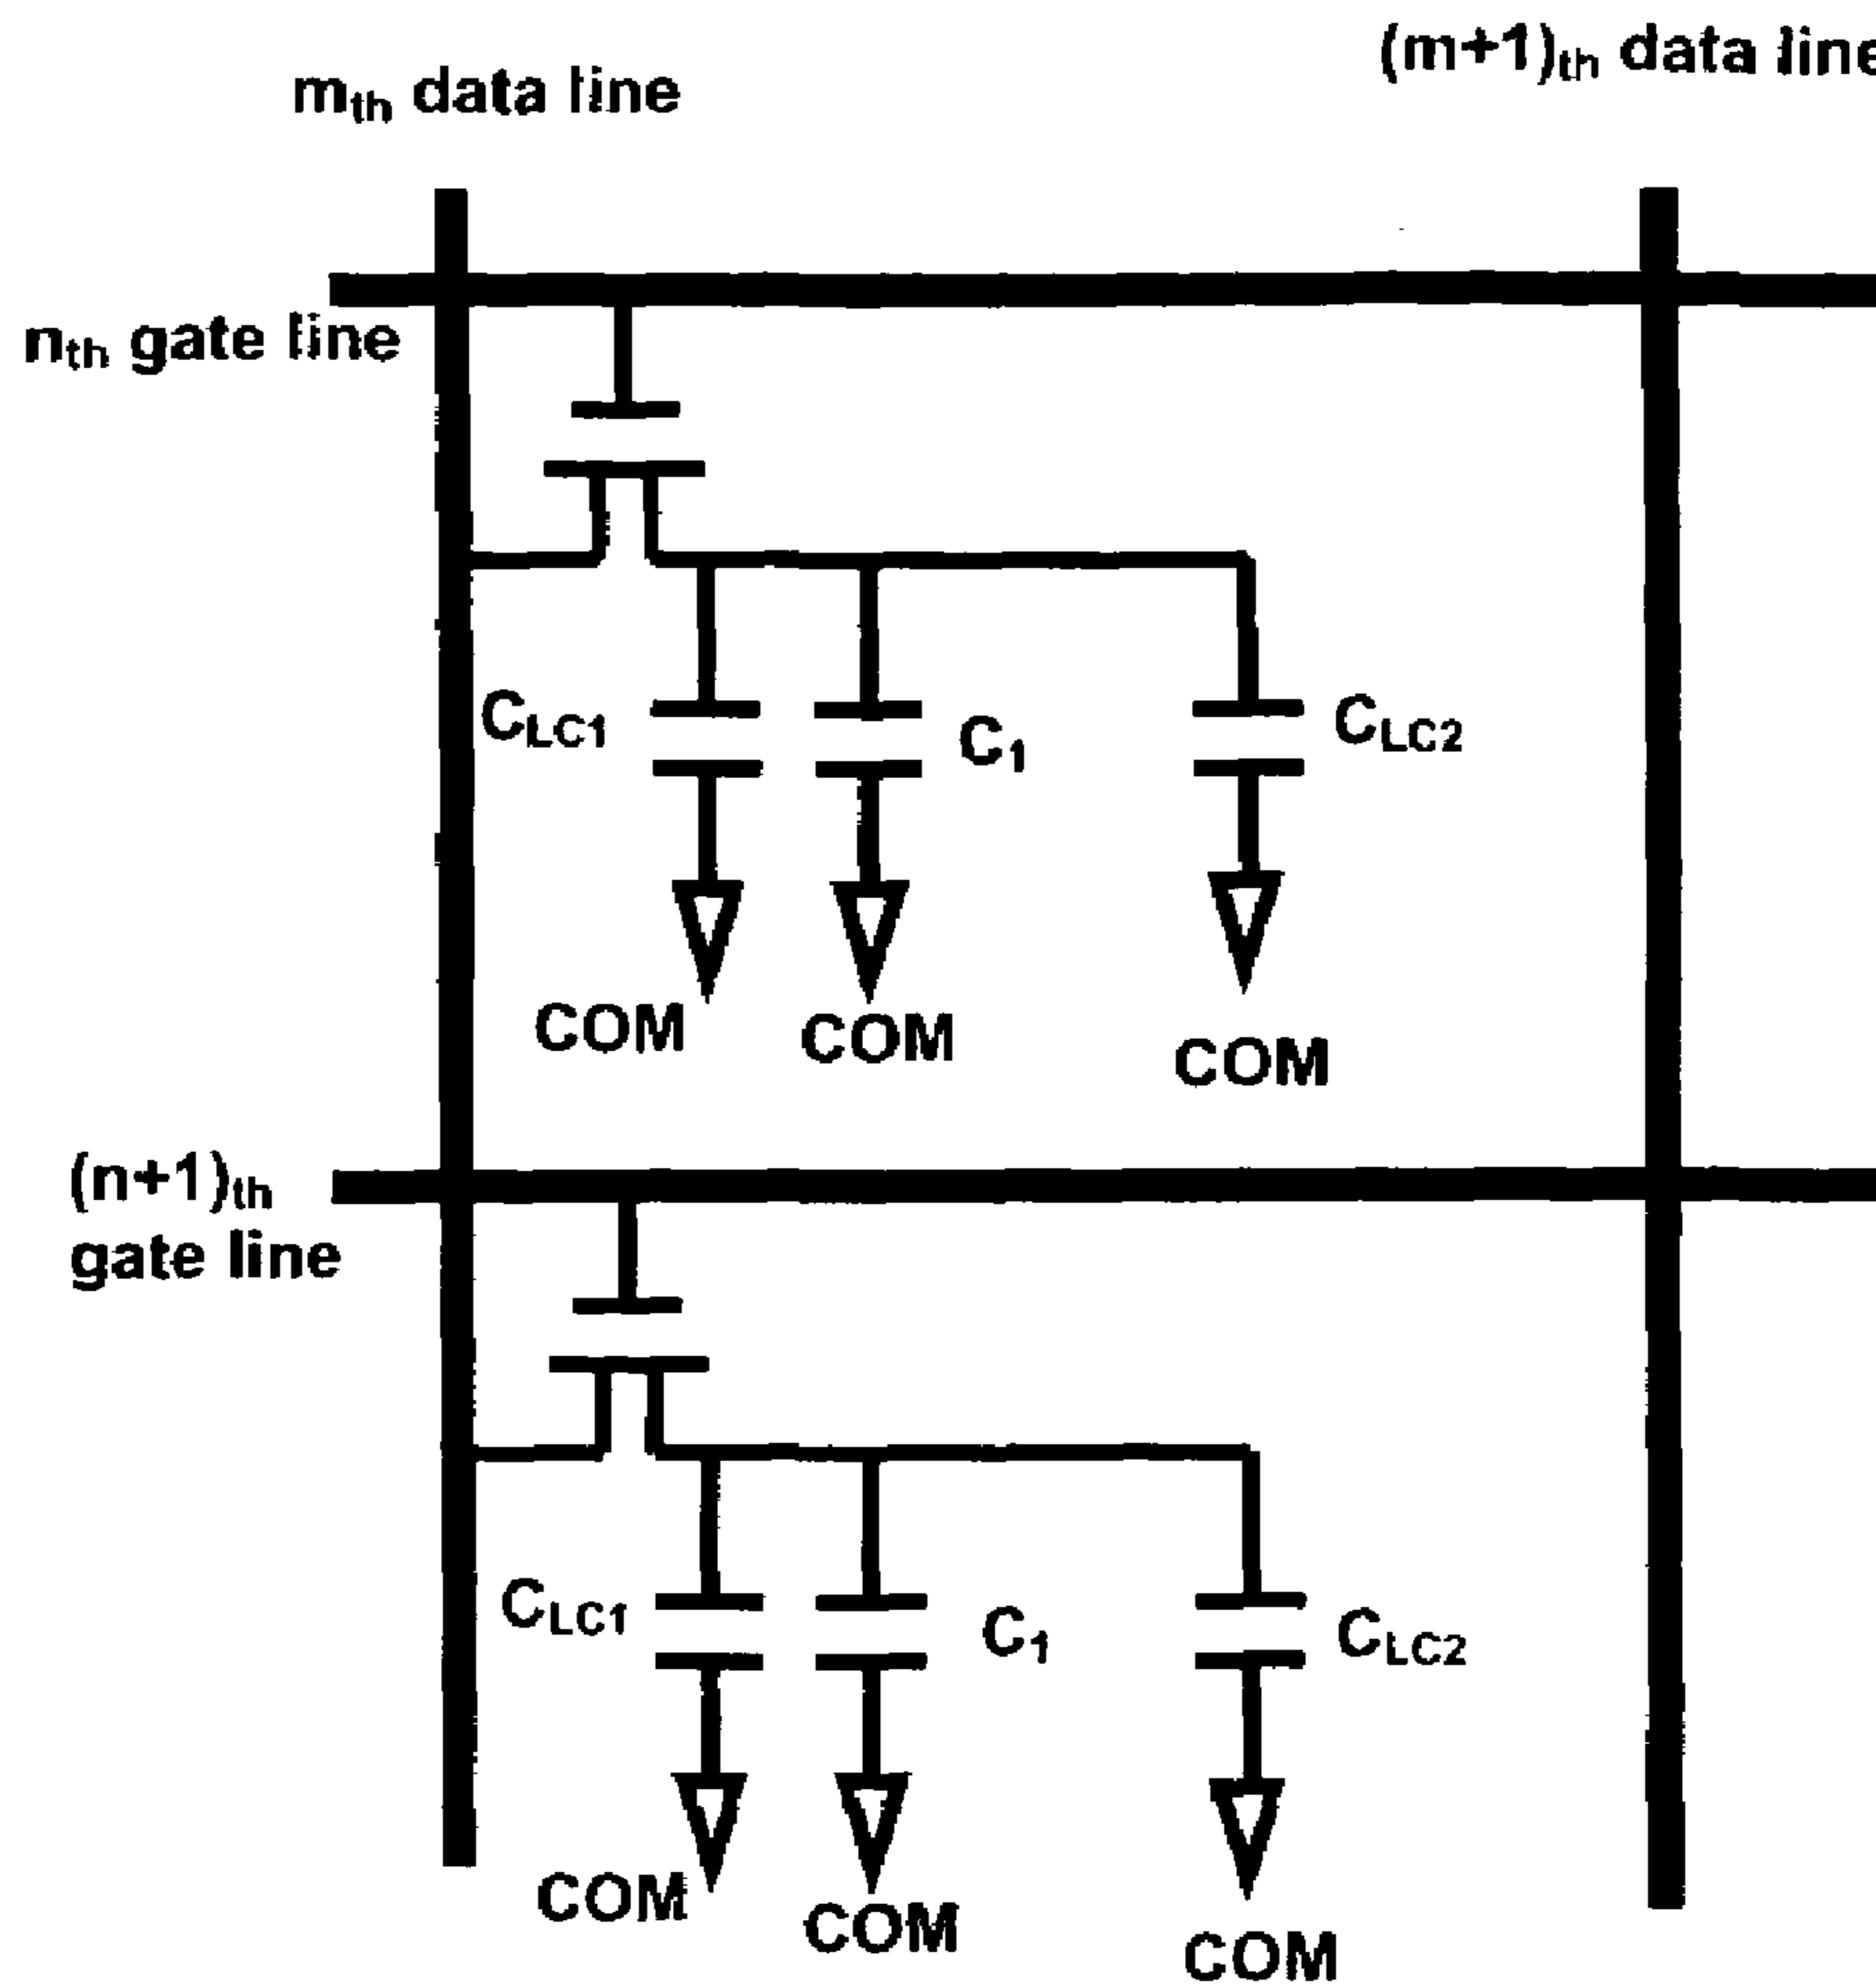 (m+1)th data line
mth data line
nth gate line
CLC1
C1
CLC2
COM
COM
COM
(n+1)th
gate line
CLC1
C1
CLC2
COM
COM
COM